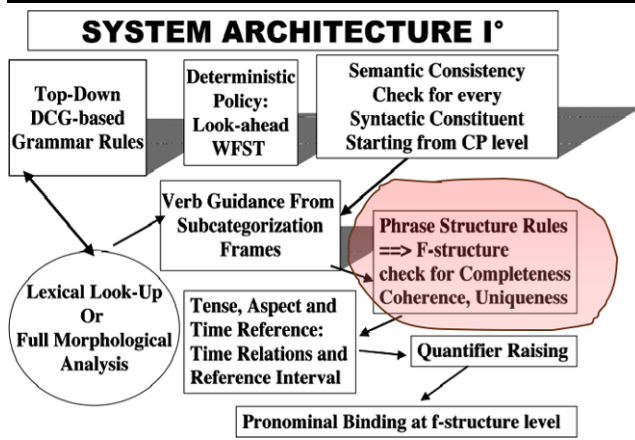 SYSTEM ARCHITECTURE I°
Top-Down
DCG-based
Grammar Rules
Deterministic
Policy:
Look-ahead
WFST
Semantic Consistency
Check for every
Syntactic Constituent
Starting from CP level
Verb Guidance From
Subcategorization
Frames
Phrase Structure Rules
==> F-structure
check for Completeness
Coherence, Uniqueness
Lexical Look-Up
Or
Full Morphological
Analysis
Tense, Aspect and
Time Reference:
Time Relations and
Reference Interval
Quantifier Raising
Pronominal Binding at f-structure level